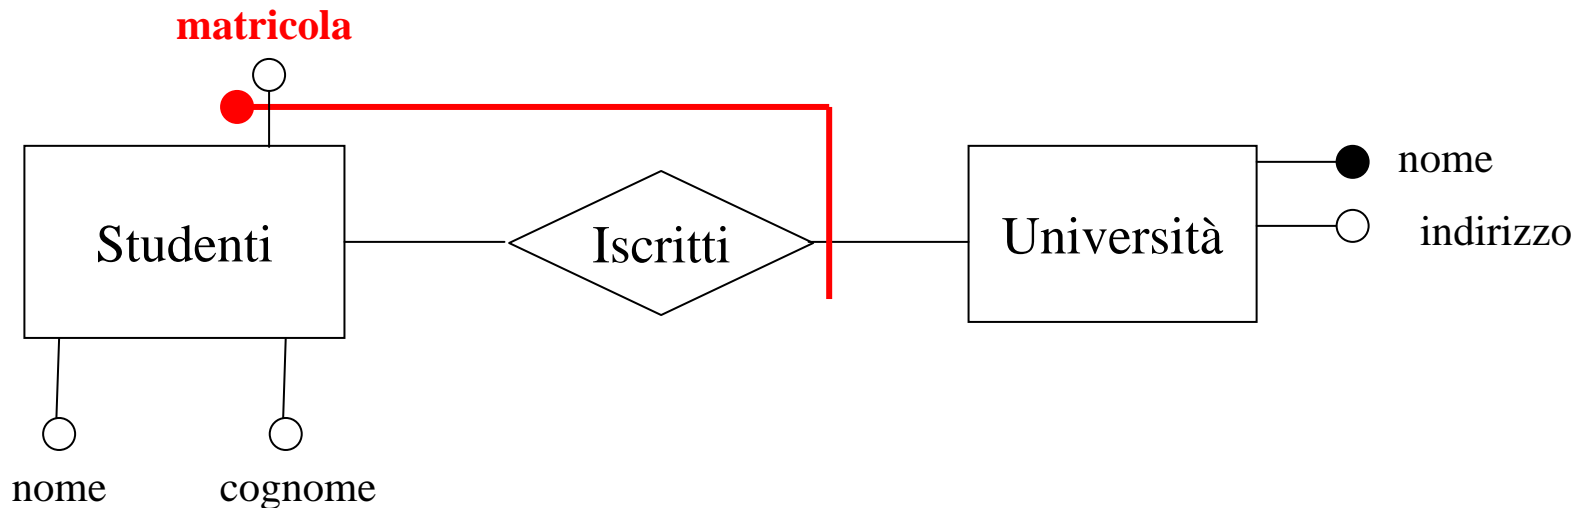 matricola
nome
Studenti
Iscritti
Università
indirizzo
nome
cognome